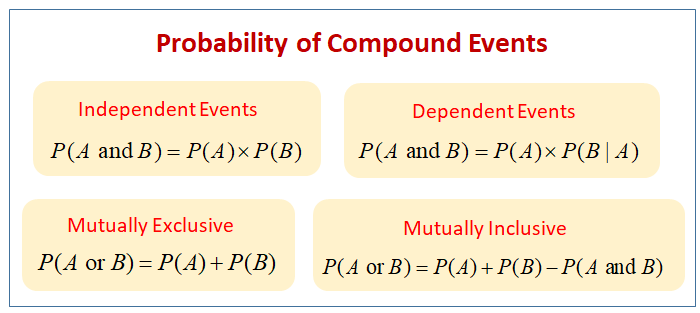 Probability of Compound Events
Independent Events
P(A and B) = P(A) × P(B)
Dependent Events
P(A and B) = P(A) × P(B | A)
Mutually Exclusive
P(A or B) = P(A) + P(B)
Mutually Inclusive
P(A or B) = P(A) + P(B) − P(A and B)